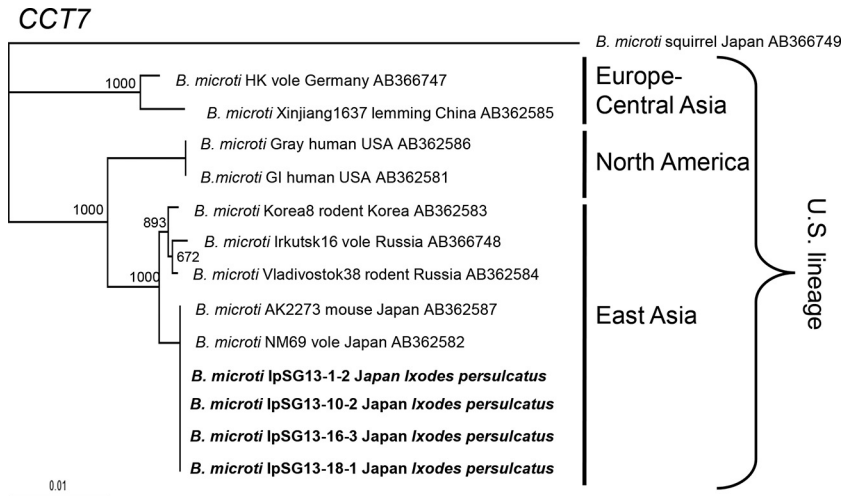 CCT7
B. microti squirrel Japan AB366749
1000
B. microti HK vole Germany AB366747
B. microti Xinjiang1637 lemming China AB362585
Europe-
Central Asia
B. microti Gray human USA AB362586
B.microti GI human USA AB362581
North America
1000
B. microti Korea8 rodent Korea AB362583
893
B. microti Irkutsk16 vole Russia AB366748
672
B. microti Vladivostok38 rodent Russia AB362584
1000
B. microti AK2273 mouse Japan AB362587
B. microti NM69 vole Japan AB362582
B. microti IpSG13-1-2 Japan Ixodes persulcatus
B. microti IpSG13-10-2 Japan Ixodes persulcatus
B. microti IpSG13-16-3 Japan Ixodes persulcatus
B. microti IpSG13-18-1 Japan Ixodes persulcatus
East Asia
U.S. lineage
0.01